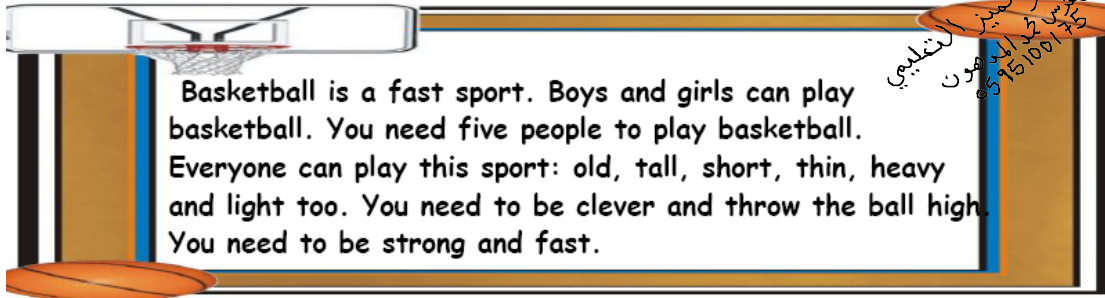 التعليمي
0595100175
Basketball is a fast sport. Boys and girls can play
basketball. You need five people to play basketball.
Everyone can play this sport: old, tall, short, thin, heavy
and light too. You need to be clever and throw the ball high.
You need to be strong and fast.